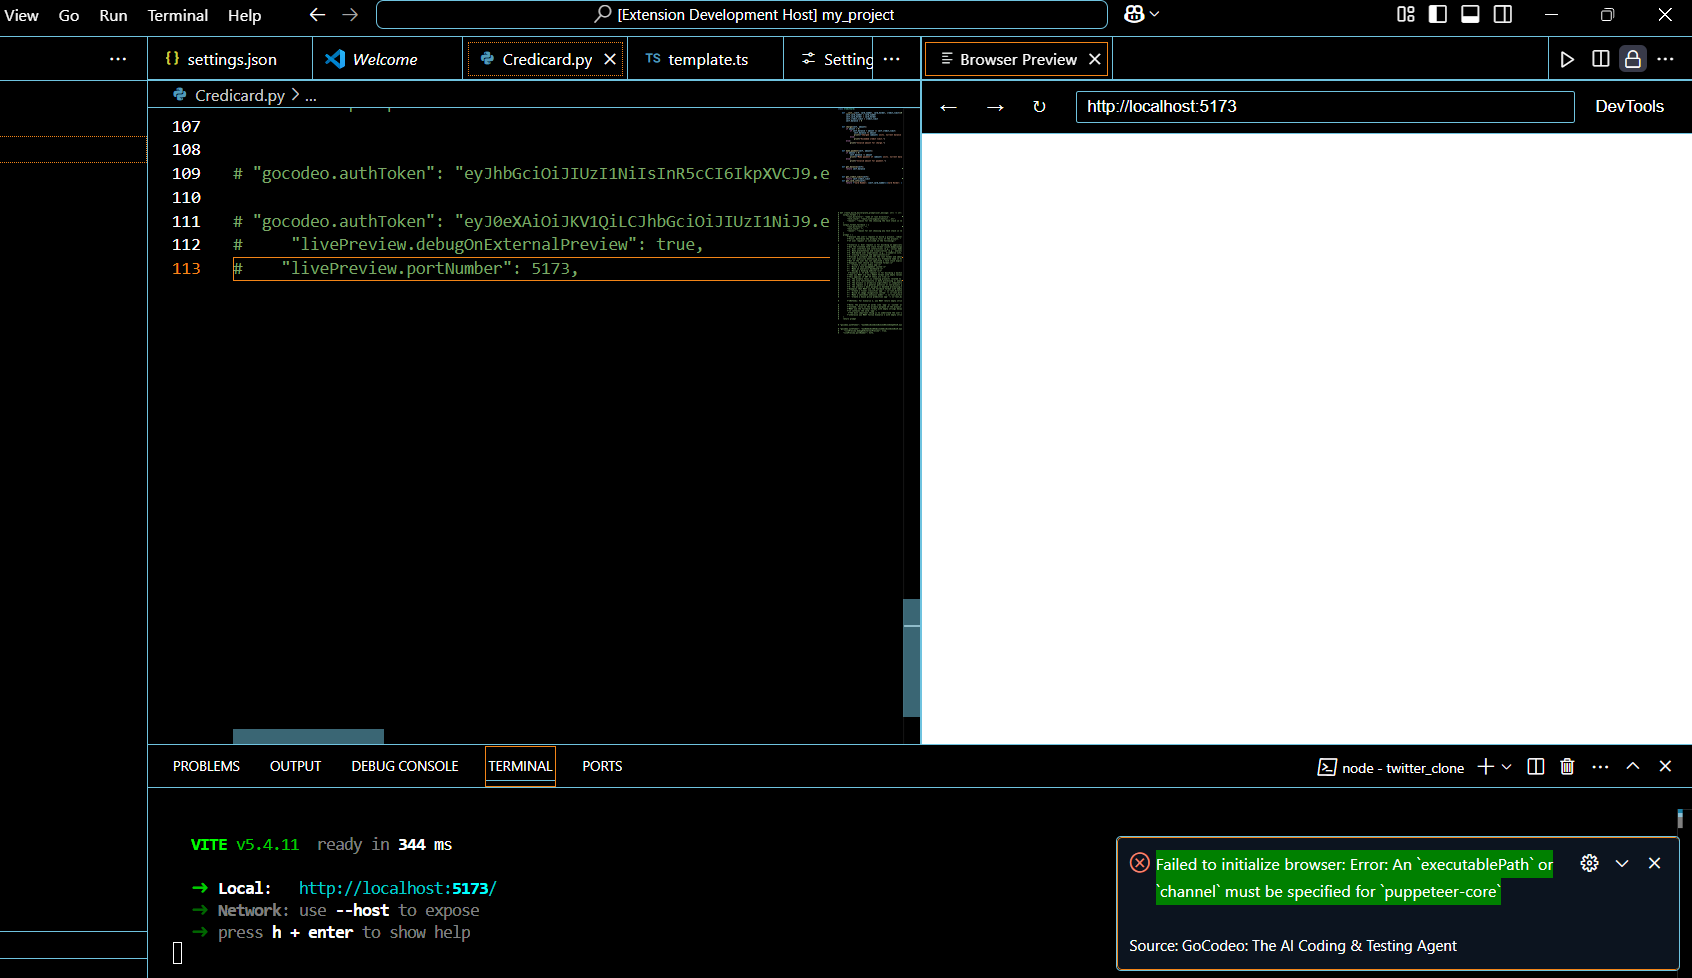 View Go Run Terminal Help
[Extension Development Host] my_project
settings.json
Welcome
Credicard.py
template.ts
Setting
Browser Preview
Credicard.py > ...
http://localhost:5173
DevTools
107
108
109 # "gocodeo.authToken": "eyJhbGciOiJIUzI1NiIsInR5cCI6IkpXVCJ9.e
110
111 # "gocodeo.authToken": "eyJ0eXAiOiJKV1QiLCJhbGciOiJIUzI1NiJ9.e
112 #     "livePreview.debugOnExternalPreview": true,
113 #    "livePreview.portNumber": 5173,
PROBLEMS OUTPUT DEBUG CONSOLE TERMINAL PORTS
node - twitter_clone
VITE v5.4.11  ready in 344 ms
➜ Local:   http://localhost:5173/
➜ Network: use --host to expose
➜ press h + enter to show help
Failed to initialize browser: Error: An `executablePath` or
`channel` must be specified for `puppeteer-core`
Source: GoCodeo: The AI Coding & Testing Agent